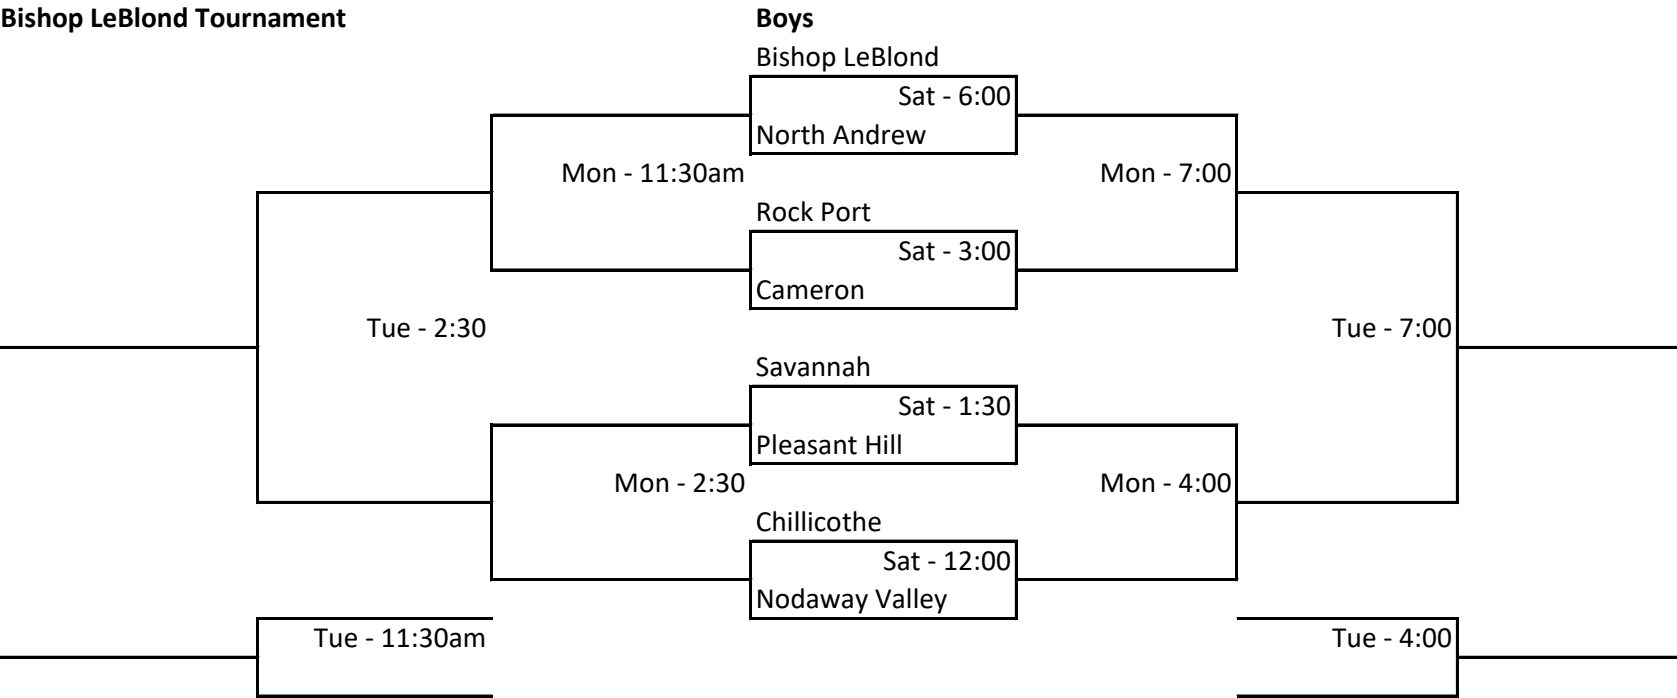 Bishop LeBlond Tournament
Boys
Bishop LeBlond
Sat - 6:00
North Andrew
Mon - 11:30am
Mon - 7:00
Rock Port
Sat - 3:00
Cameron
Tue - 2:30
Tue - 7:00
Savannah
Sat - 1:30
Pleasant Hill
Mon - 2:30
Mon - 4:00
Chillicothe
Sat - 12:00
Nodaway Valley
Tue - 11:30am
Tue - 4:00